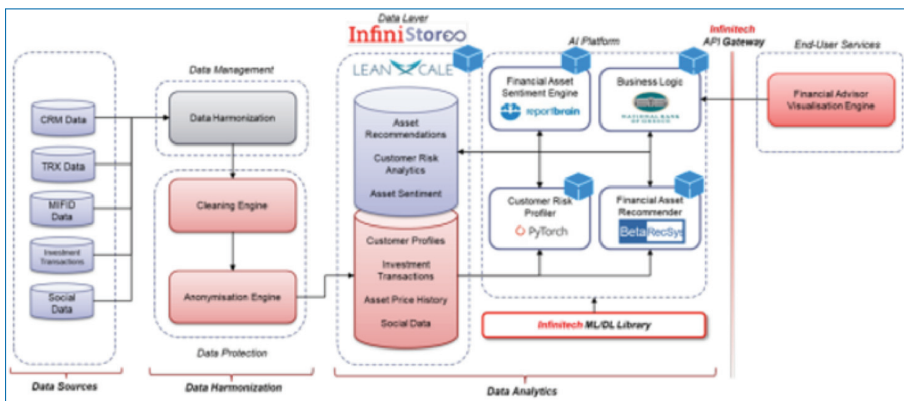 Data Layer
InfiniStore
Infinitech
API Gateway
AI Platform
End-User Services
Data Management
LEANXCALE
Financial Asset
Sentiment Engine
reportbrain
Business Logic
NATIONAL BANK
OF GREECE
Financial Advisor
Visualisation Engine
CRM Data
TRX Data
MIFID
Data
Investment
Transactions
Social
Data
Data Harmonization
Cleaning Engine
Anonymisation Engine
Data Protection
Asset
Recommendations
Customer Risk
Analytics
Asset Sentiment
Customer Profiles
Investment
Transactions
Asset Price History
Social Data
Customer Risk
Profiler
PyTorch
Financial Asset
Recommender
Beta RecSys
Infinitech ML/DL Library
Data Sources
Data Harmonization
Data Analytics